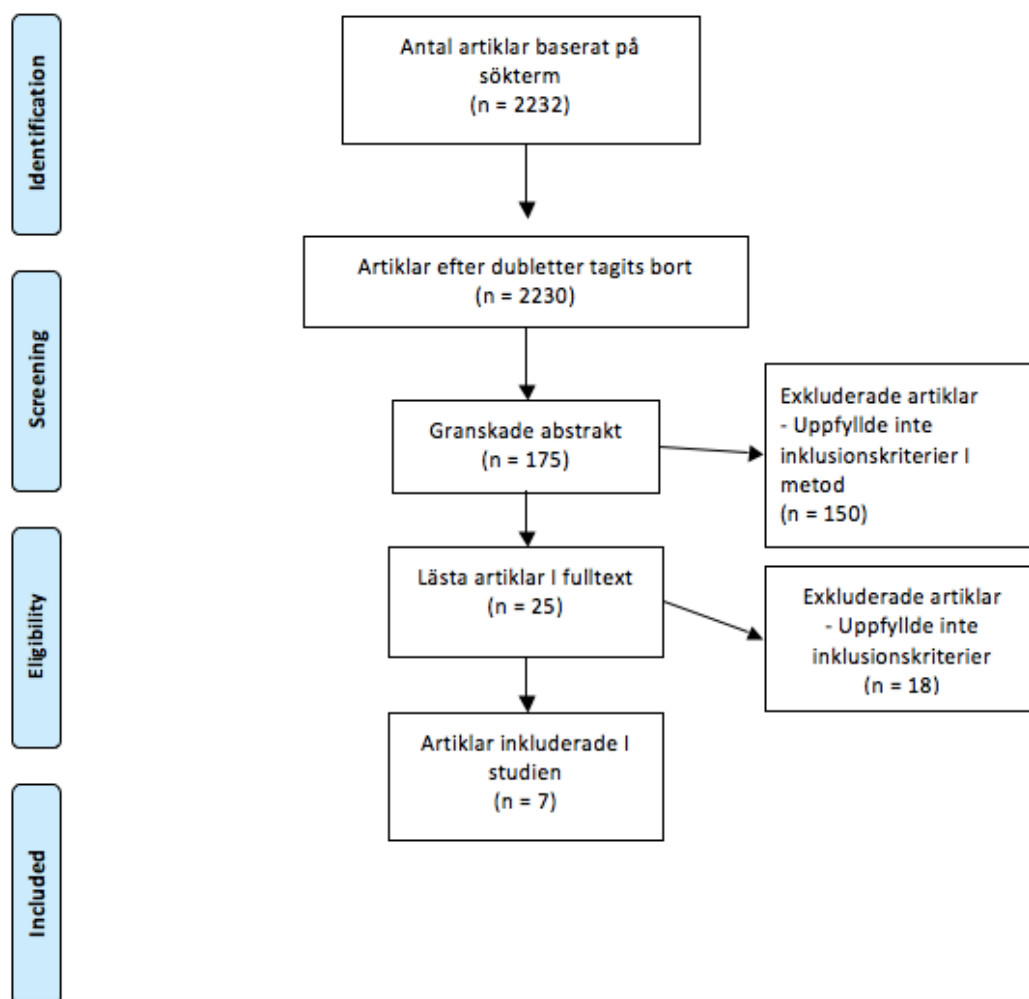 Identification
Antal artiklar baserat på
sökterm
(n = 2232)
Artiklar efter dubletter tagits bort
(n = 2230)
Screening
Granskade abstrakt
(n = 175)
Exkluderade artiklar
- Uppfyllde inte
inklusionskriterier I
metod
(n = 150)
Eligibility
Lästa artiklar I fulltext
(n = 25)
Exkluderade artiklar
- Uppfyllde inte
inklusionskriterier
(n = 18)
Artiklar inkluderade I
studien
(n = 7)
Included